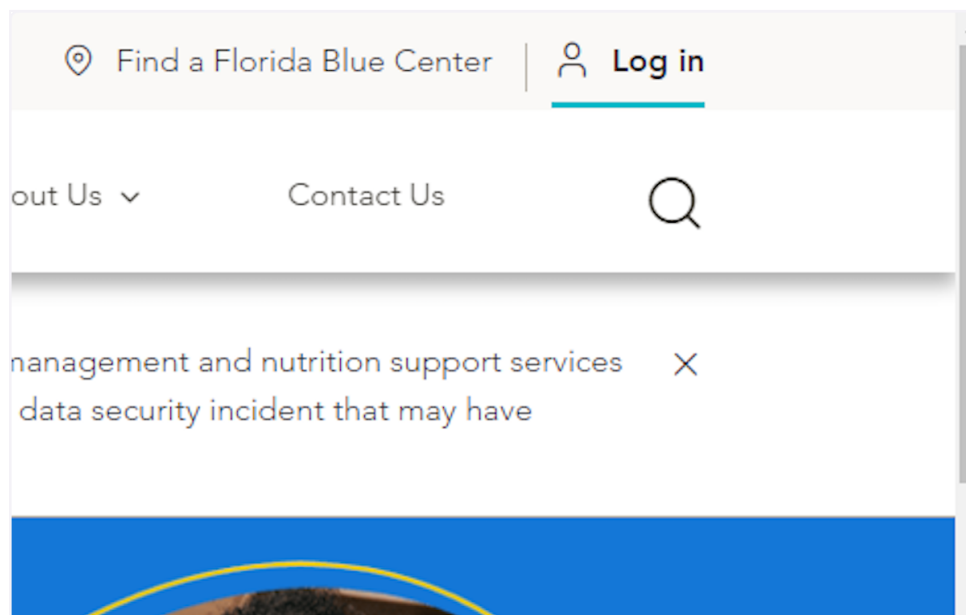 Find a Florida Blue Center
Log in
out Us
Contact Us
management and nutrition support services
data security incident that may have